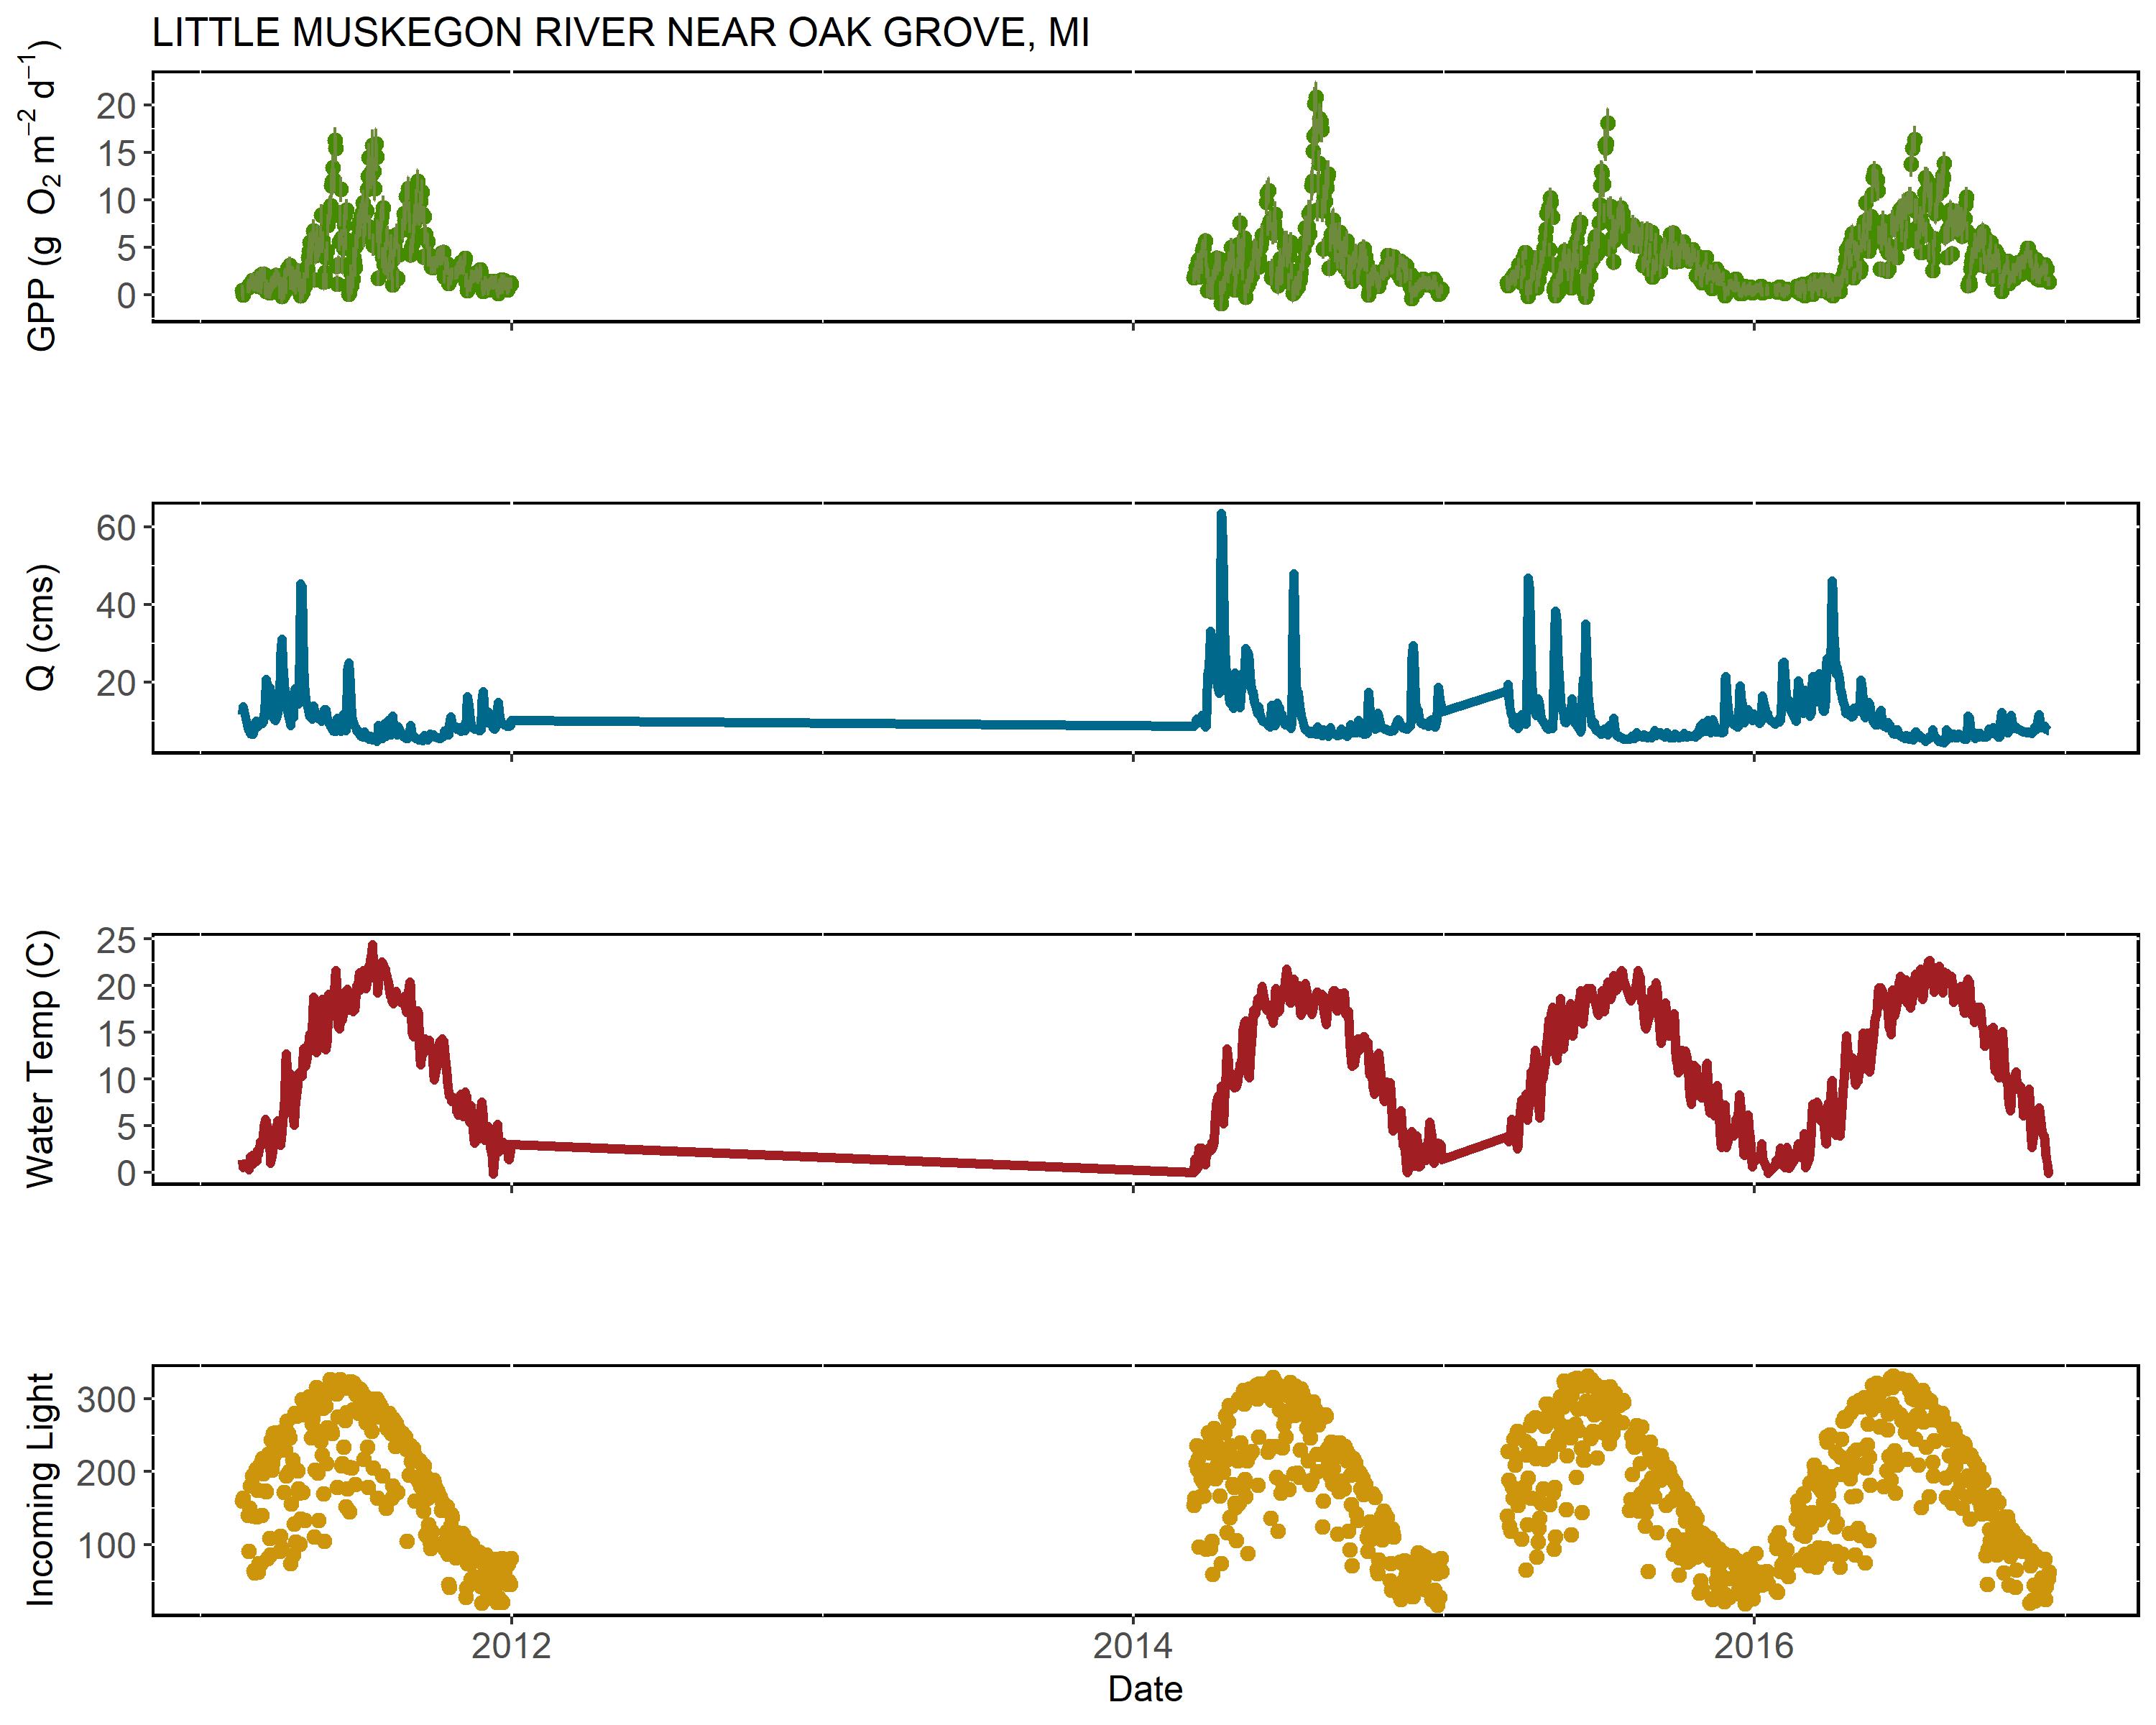 LITTLE MUSKEGON RIVER NEAR OAK GROVE, MI
GPP (g O₂ m⁻² d⁻¹)
20
15
10
5
0
Q (cms)
60
40
20
Water Temp (C)
25
20
15
10
5
0
Incoming Light
300
200
100
2012 2014 2016
Date